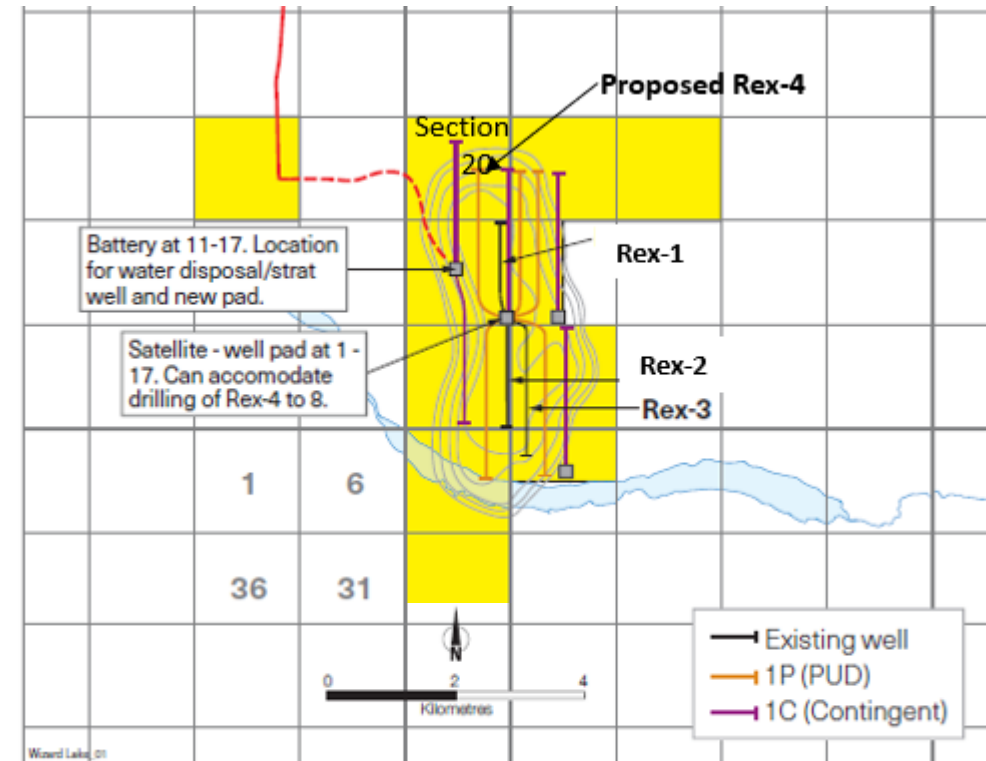 Proposed Rex-4
Section
20
Battery at 11-17. Location
for water disposal/strat
well and new pad.
Rex-1
Satellite - well pad at 1 -
17. Can accomodate
drilling of Rex-4 to 8.
Rex-2
Rex-3
1
6
36
31
N
0
2
4
Kilometres
Existing well
1P (PUD)
1C (Contingent)
Wizard Lake_01